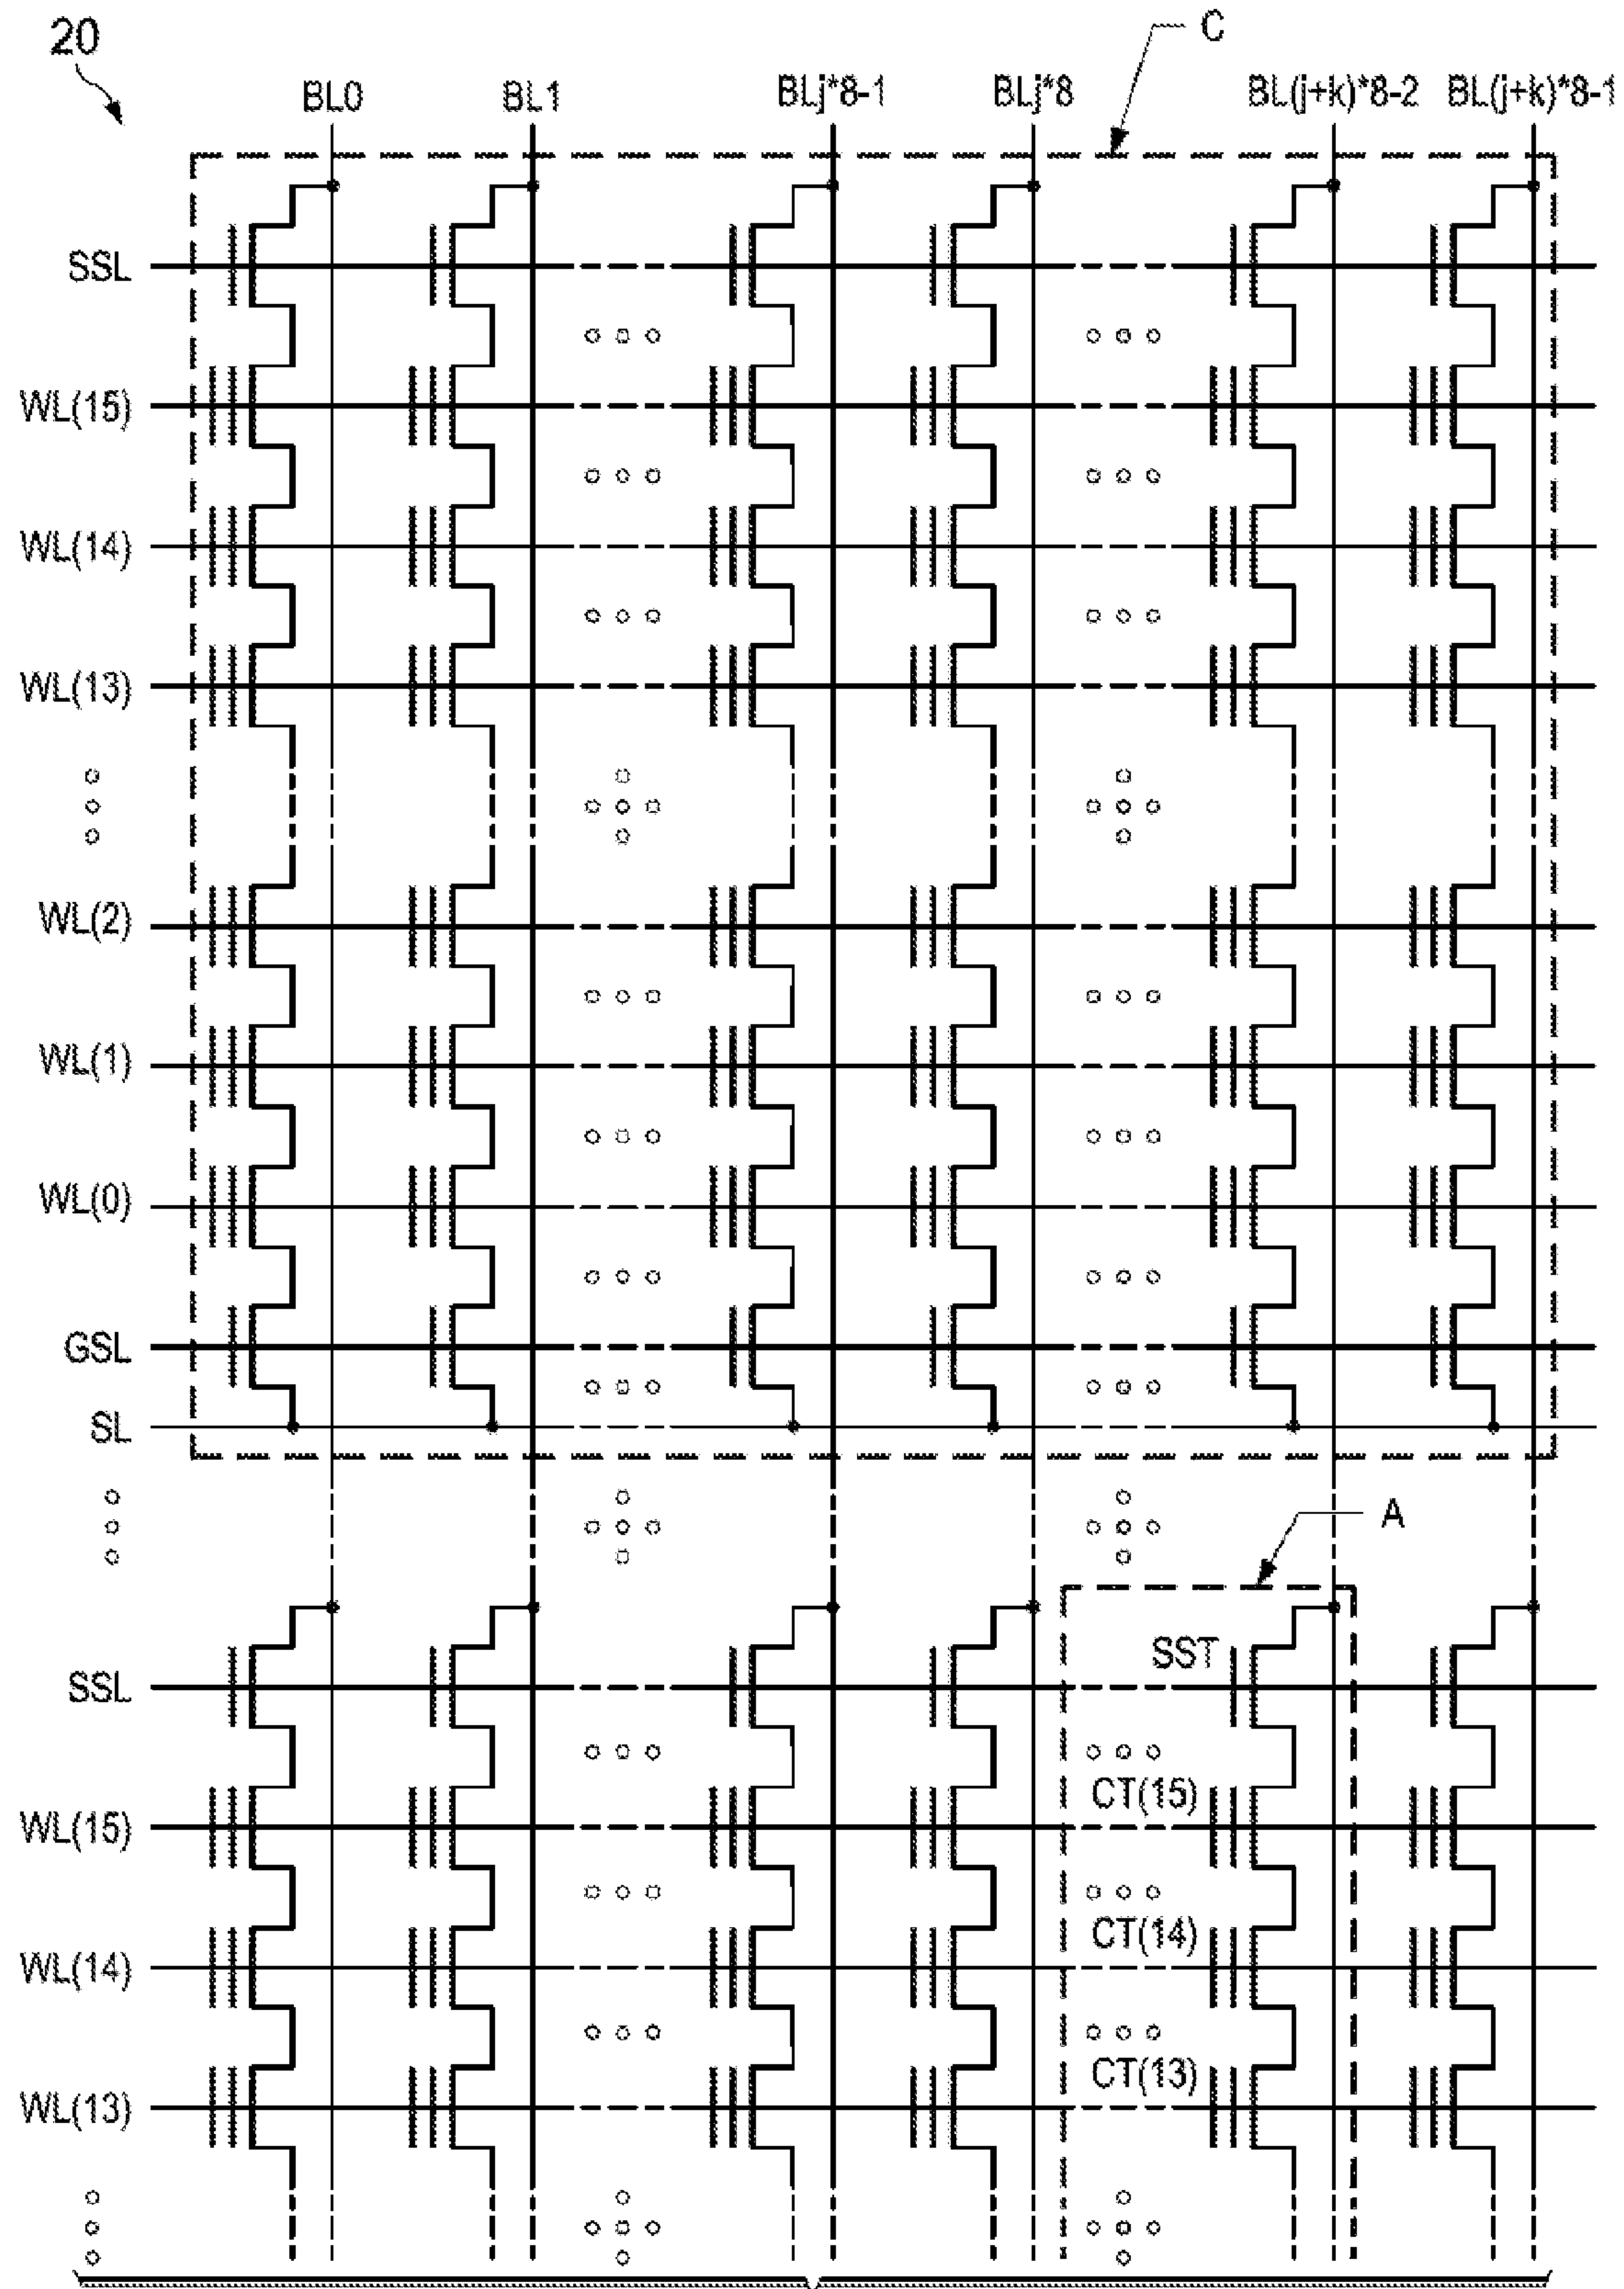 20
C
BL0 BL1 BLj*8-1 BLj*8 BL(j+k)*8-2 BL(j+k)*8-1
SSL
WL(15)
WL(14)
WL(13)
WL(2)
WL(1)
WL(0)
GSL
SL
A
SST
SSL
CT(15)
WL(15)
CT(14)
WL(14)
CT(13)
WL(13)